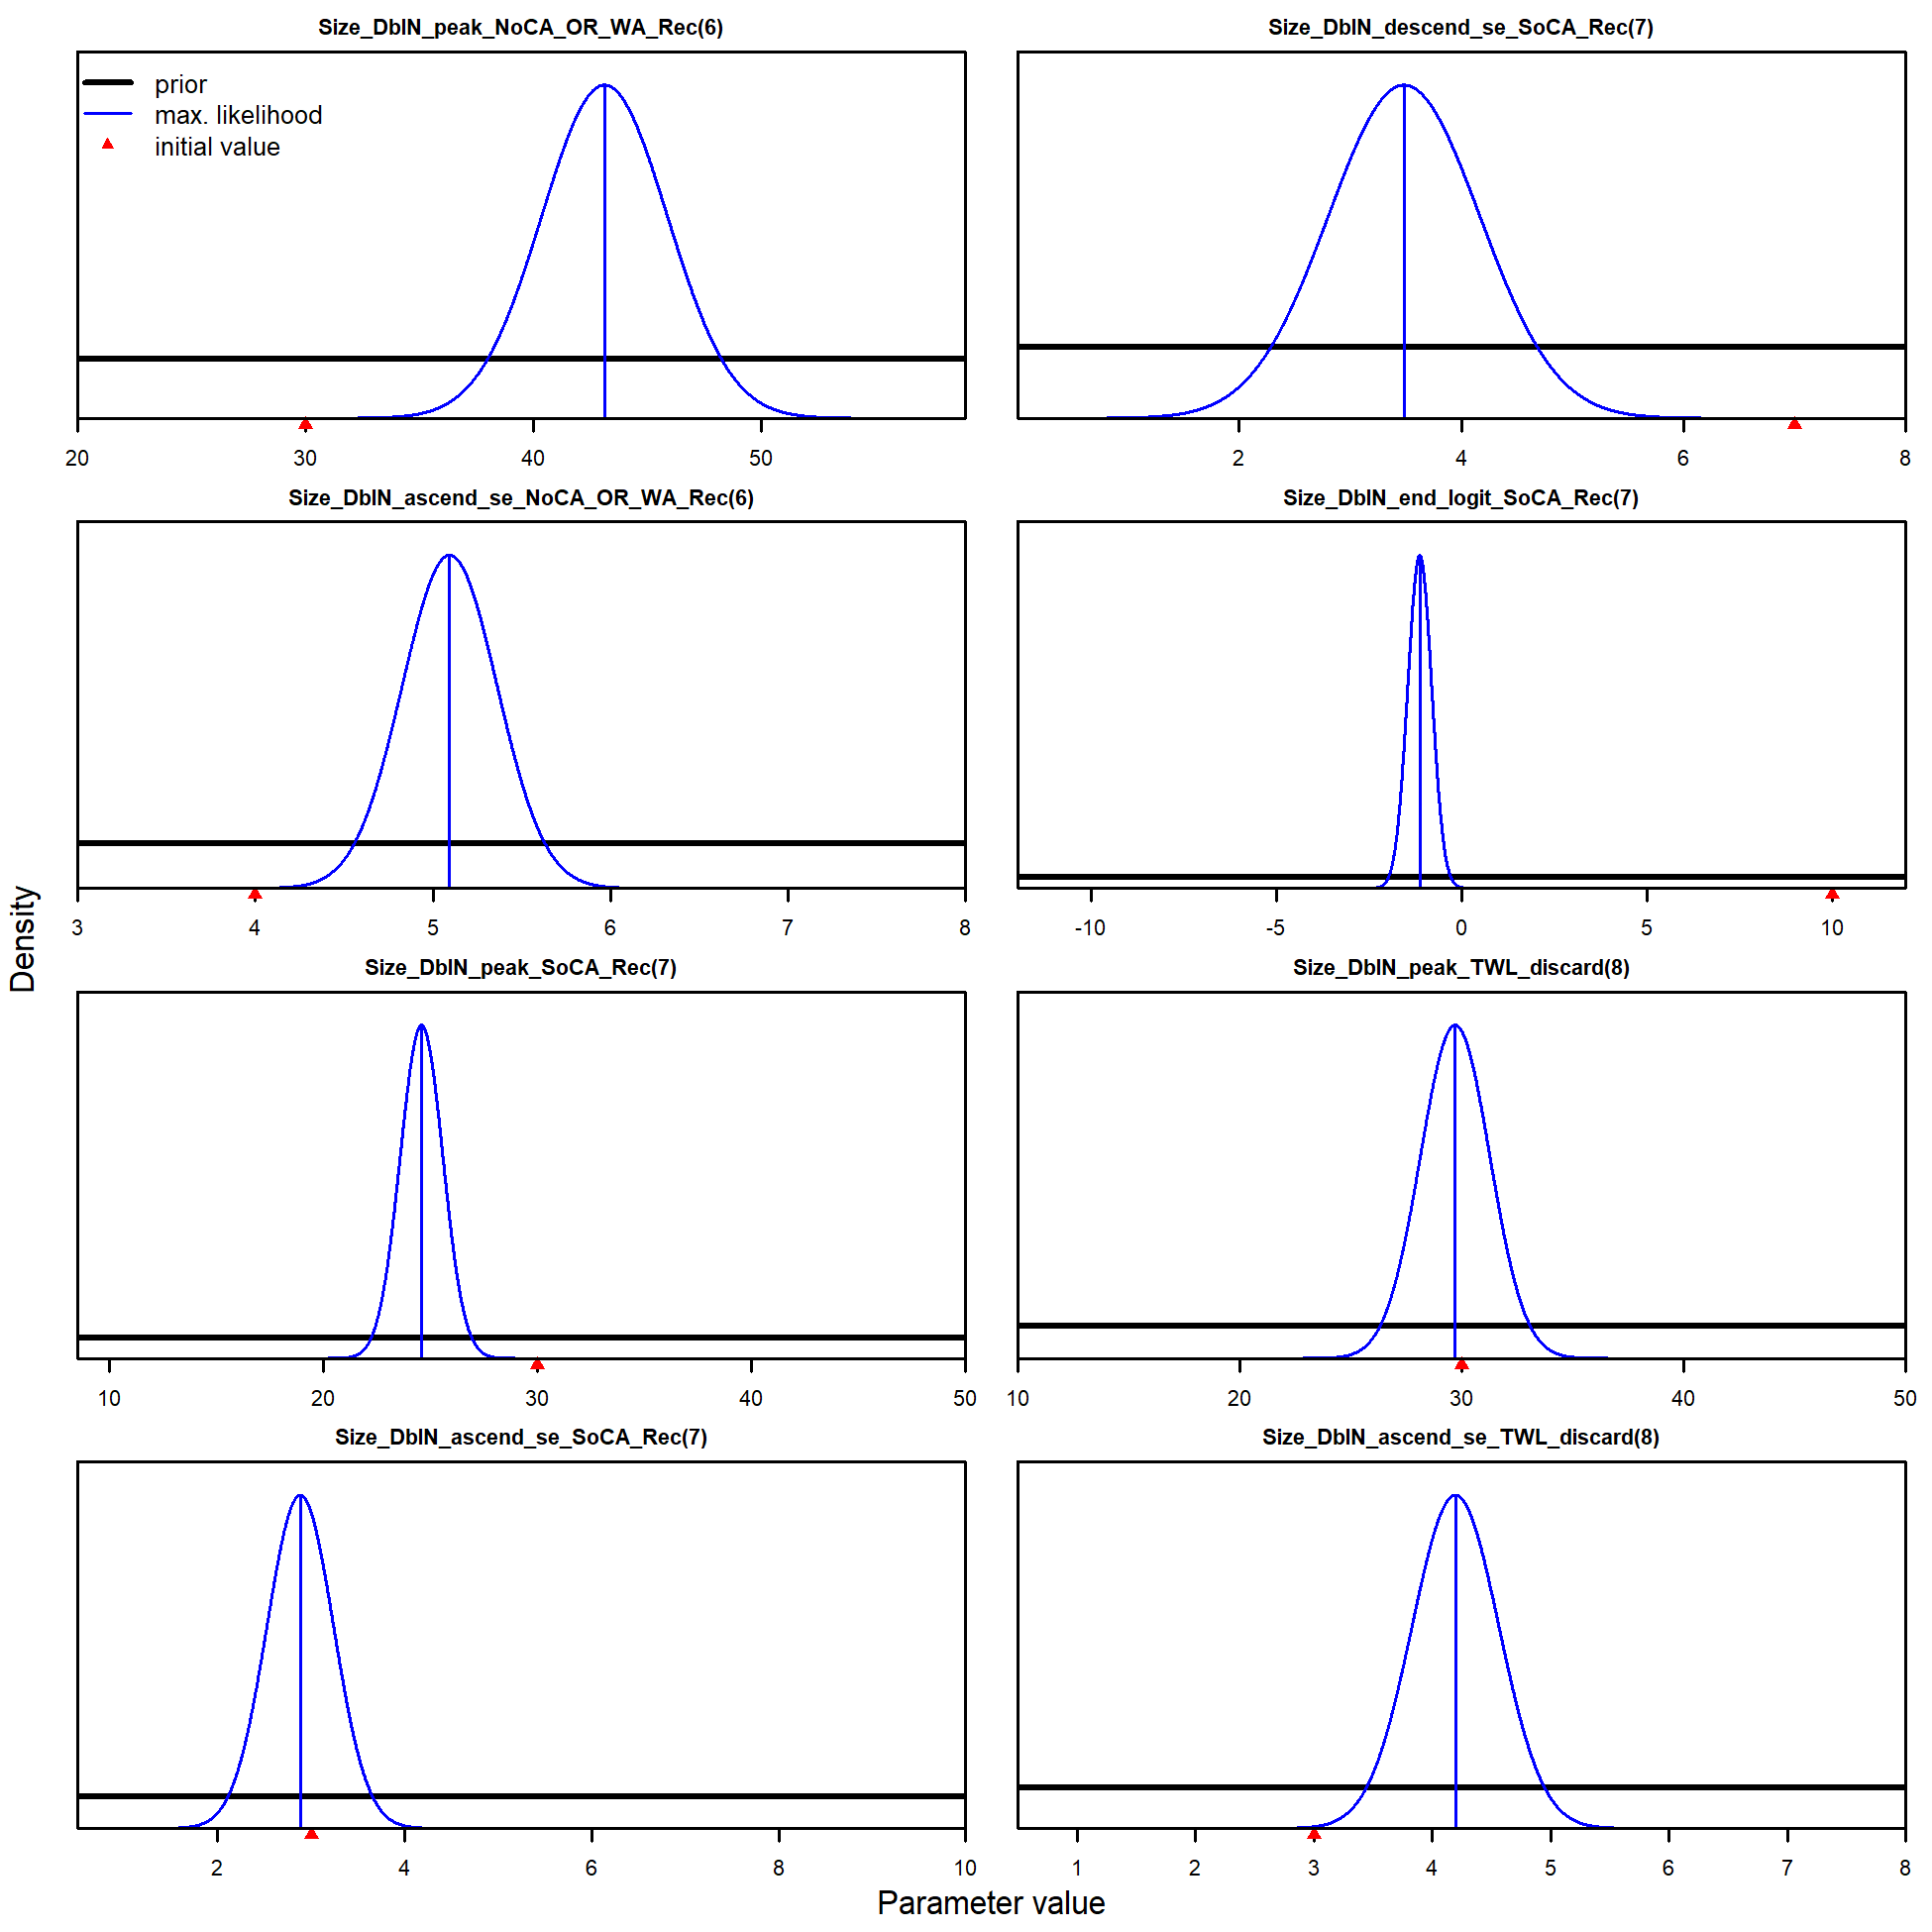 Size_DblN_peak_NoCA_OR_WA_Rec(6)
prior
max. likelihood
initial value
20 30 40 50
Size_DblN_descend_se_SoCA_Rec(7)
2 4 6 8
Size_DblN_ascend_se_NoCA_OR_WA_Rec(6)
3 4 5 6 7 8
Size_DblN_end_logit_SoCA_Rec(7)
-10 -5 0 5 10
Size_DblN_peak_SoCA_Rec(7)
10 20 30 40 50
Size_DblN_peak_TWL_discard(8)
10 20 30 40 50
Size_DblN_ascend_se_SoCA_Rec(7)
2 4 6 8 10
Size_DblN_ascend_se_TWL_discard(8)
1 2 3 4 5 6 7 8
Density
Parameter value